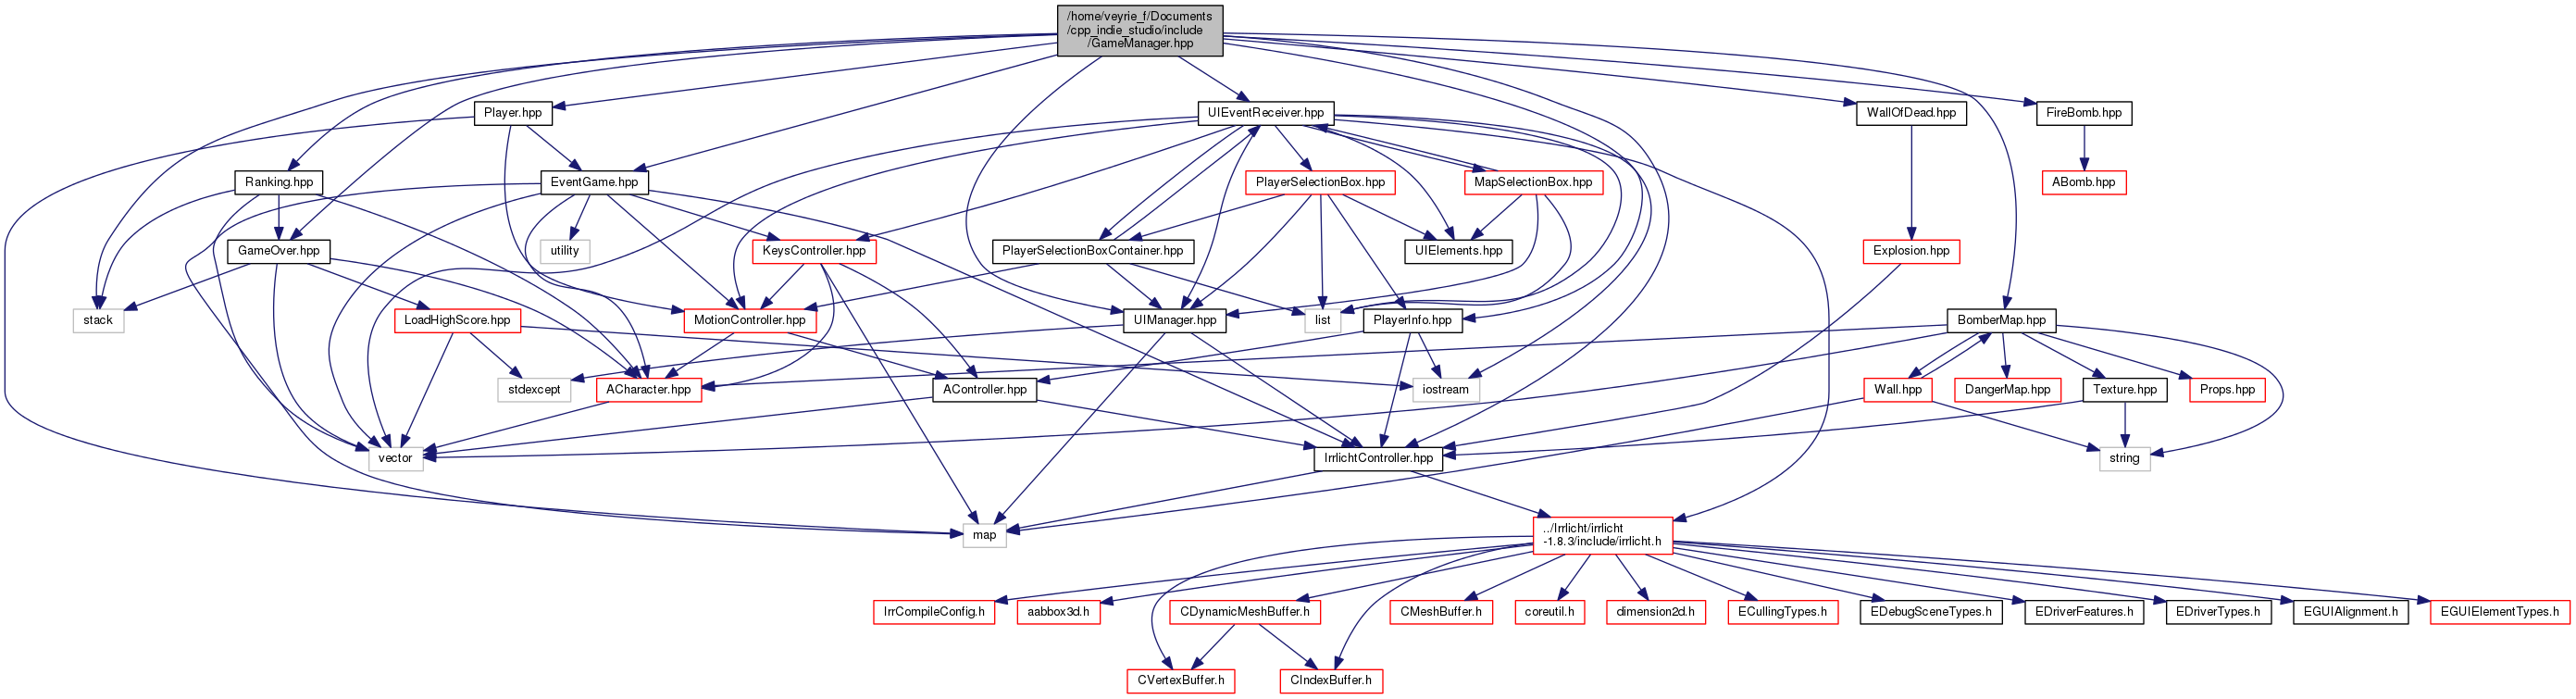 /home/veyrie_f/Documents
/cpp_indie_studio/include
/GameManager.hpp
Player.hpp
UIEventReceiver.hpp
WallOfDead.hpp
FireBomb.hpp
Ranking.hpp
EventGame.hpp
PlayerSelectionBox.hpp
MapSelectionBox.hpp
ABomb.hpp
GameOver.hpp
utility
KeysController.hpp
PlayerSelectionBoxContainer.hpp
UIElements.hpp
Explosion.hpp
stack
LoadHighScore.hpp
MotionController.hpp
UIManager.hpp
list
PlayerInfo.hpp
BomberMap.hpp
stdexcept
ACharacter.hpp
AController.hpp
iostream
Wall.hpp
DangerMap.hpp
Texture.hpp
Props.hpp
vector
IrrlichtController.hpp
string
map
../Irrlicht/irrlicht
-1.8.3/include/irrlicht.h
IrrCompileConfig.h
aabbox3d.h
CDynamicMeshBuffer.h
CMeshBuffer.h
coreutil.h
dimension2d.h
ECullingTypes.h
EDebugSceneTypes.h
EDriverFeatures.h
EDriverTypes.h
EGUIAlignment.h
EGUIElementTypes.h
CVertexBuffer.h
CIndexBuffer.h